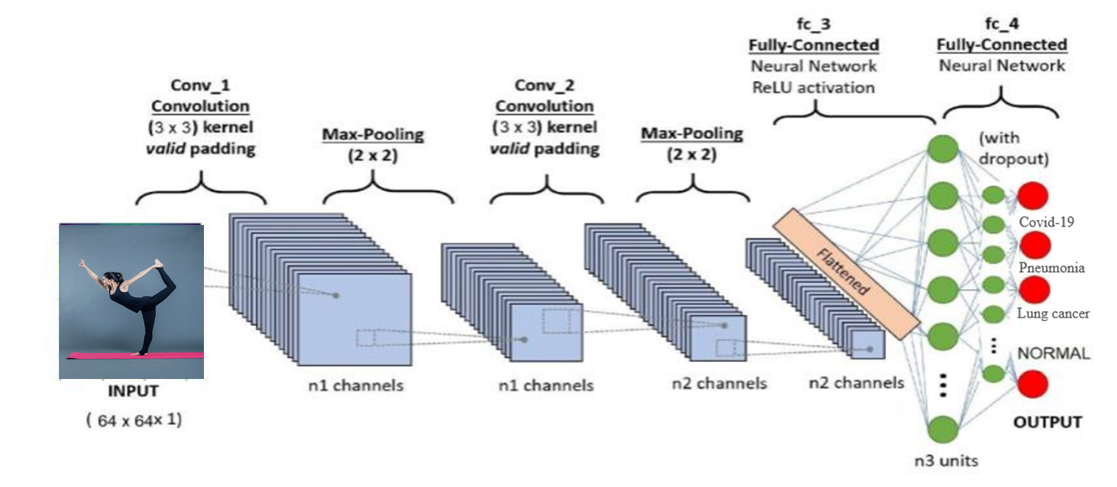 Conv_1
Convolution
(3 x 3) kernel
valid padding
Max-Pooling
(2 x 2)
Conv_2
Convolution
(3 x 3) kernel
valid padding
Max-Pooling
(2 x 2)
fc_3
Fully-Connected
Neural Network
ReLU activation
fc_4
Fully-Connected
Neural Network
(with
dropout)
Flattened
Covid-19
Pneumonia
Lung cancer
NORMAL
OUTPUT
INPUT
( 64 x 64x 1)
n1 channels
n1 channels
n2 channels
n2 channels
n3 units